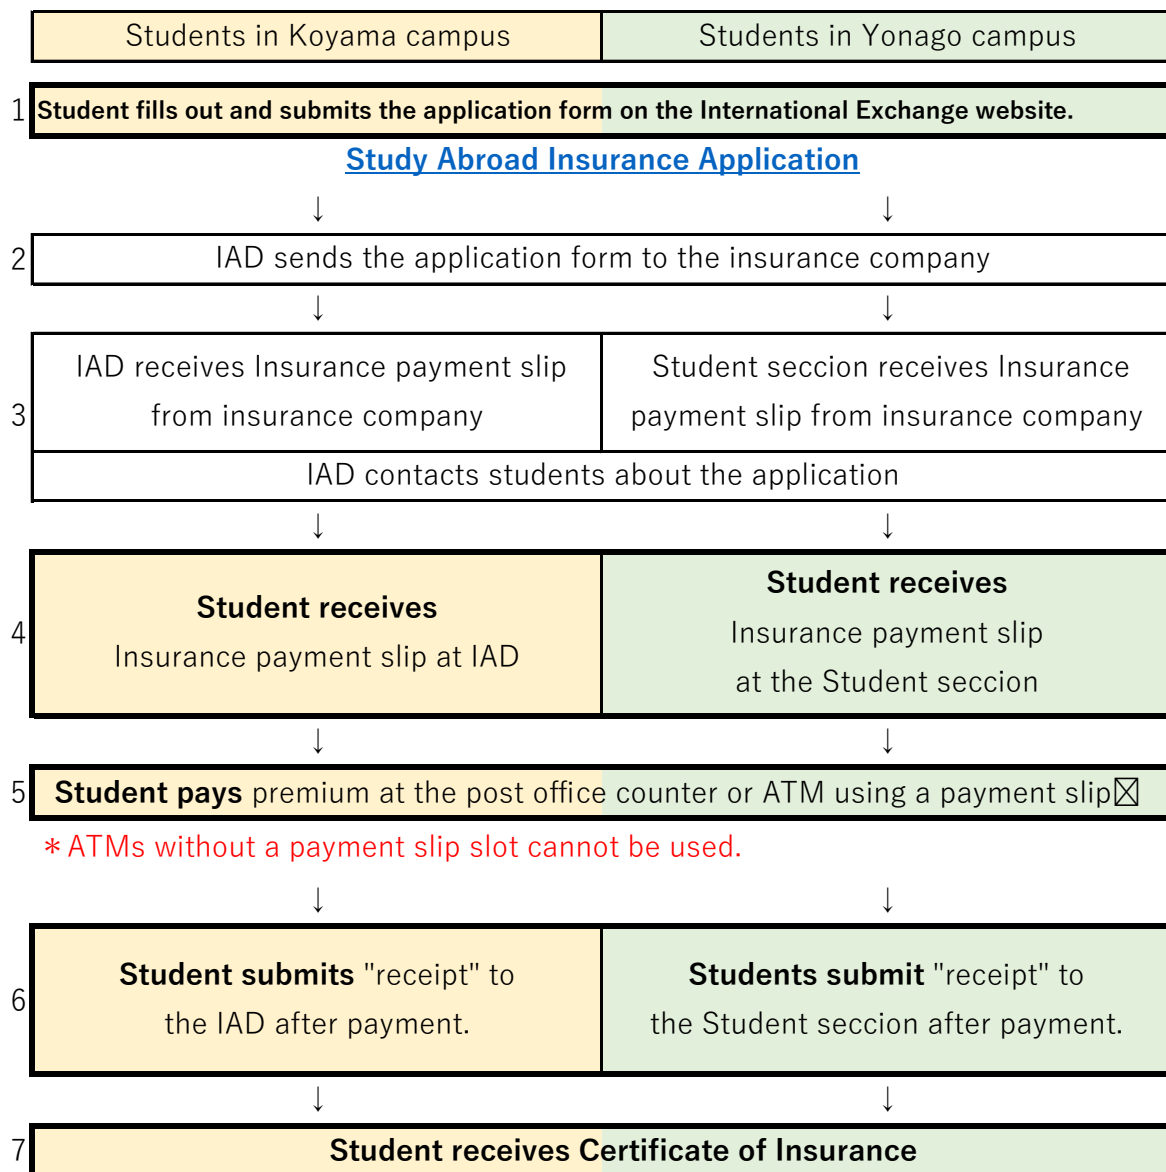 Students in Koyama campus
Students in Yonago campus
1
Student fills out and submits the application form on the International Exchange website.
Study Abroad Insurance Application
↓
↓
2
IAD sends the application form to the insurance company
↓
↓
3
IAD receives Insurance payment slip
from insurance company
Student seccion receives Insurance
payment slip from insurance company
IAD contacts students about the application
↓
↓
4
Student receives
Insurance payment slip at IAD
Student receives
Insurance payment slip
at the Student seccion
↓
↓
5
Student pays premium at the post office counter or ATM using a payment slip☒
＊ATMs without a payment slip slot cannot be used.
↓
↓
6
Student submits "receipt" to
the IAD after payment.
Students submit "receipt" to
the Student seccion after payment.
↓
↓
7
Student receives Certificate of Insurance